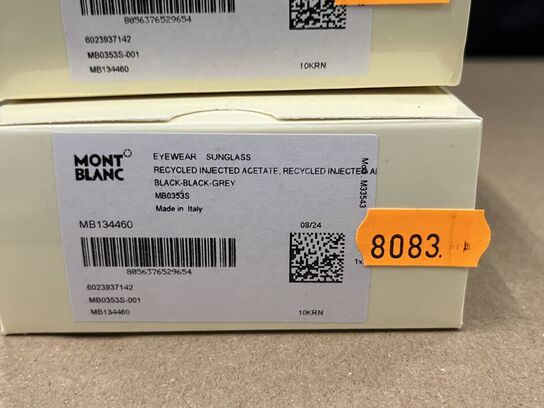 8056376529654
6023937142
MB0353S-001
MB134460
10KRN
MONT
BLANC
EYEWEAR SUNGLASS
RECYCLED INJECTED ACETATE, RECYCLED INJECTED
BLACK-BLACK-GREY
MB0353S
Made in Italy
MB134460
08/24
8056376529654
8083.
6023937142
MB0353S-001
MB134460
10KRN